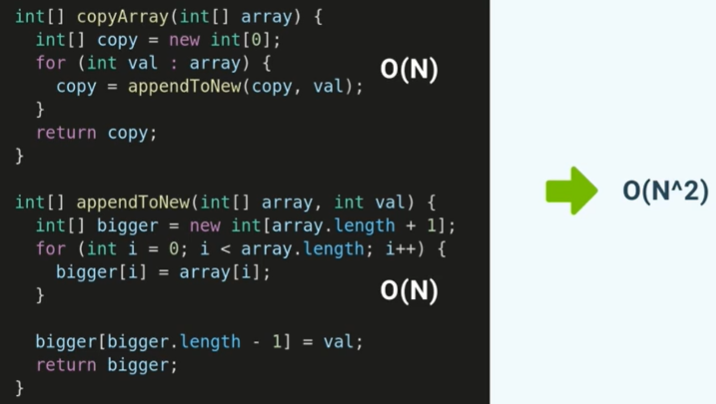 int[] copyArray(int[] array) {
int[] copy = new int[0];
for (int val : array) {
copy = appendToNew(copy, val);
O(N)
}
return copy;
}
int[] appendToNew(int[] array, int val) {
int[] bigger = new int[array.length + 1];
for (int i = 0; i < array.length; i++) {
bigger[i] = array[i];
}
O(N)
bigger[bigger.length - 1] = val;
return bigger;
}
O(N^2)